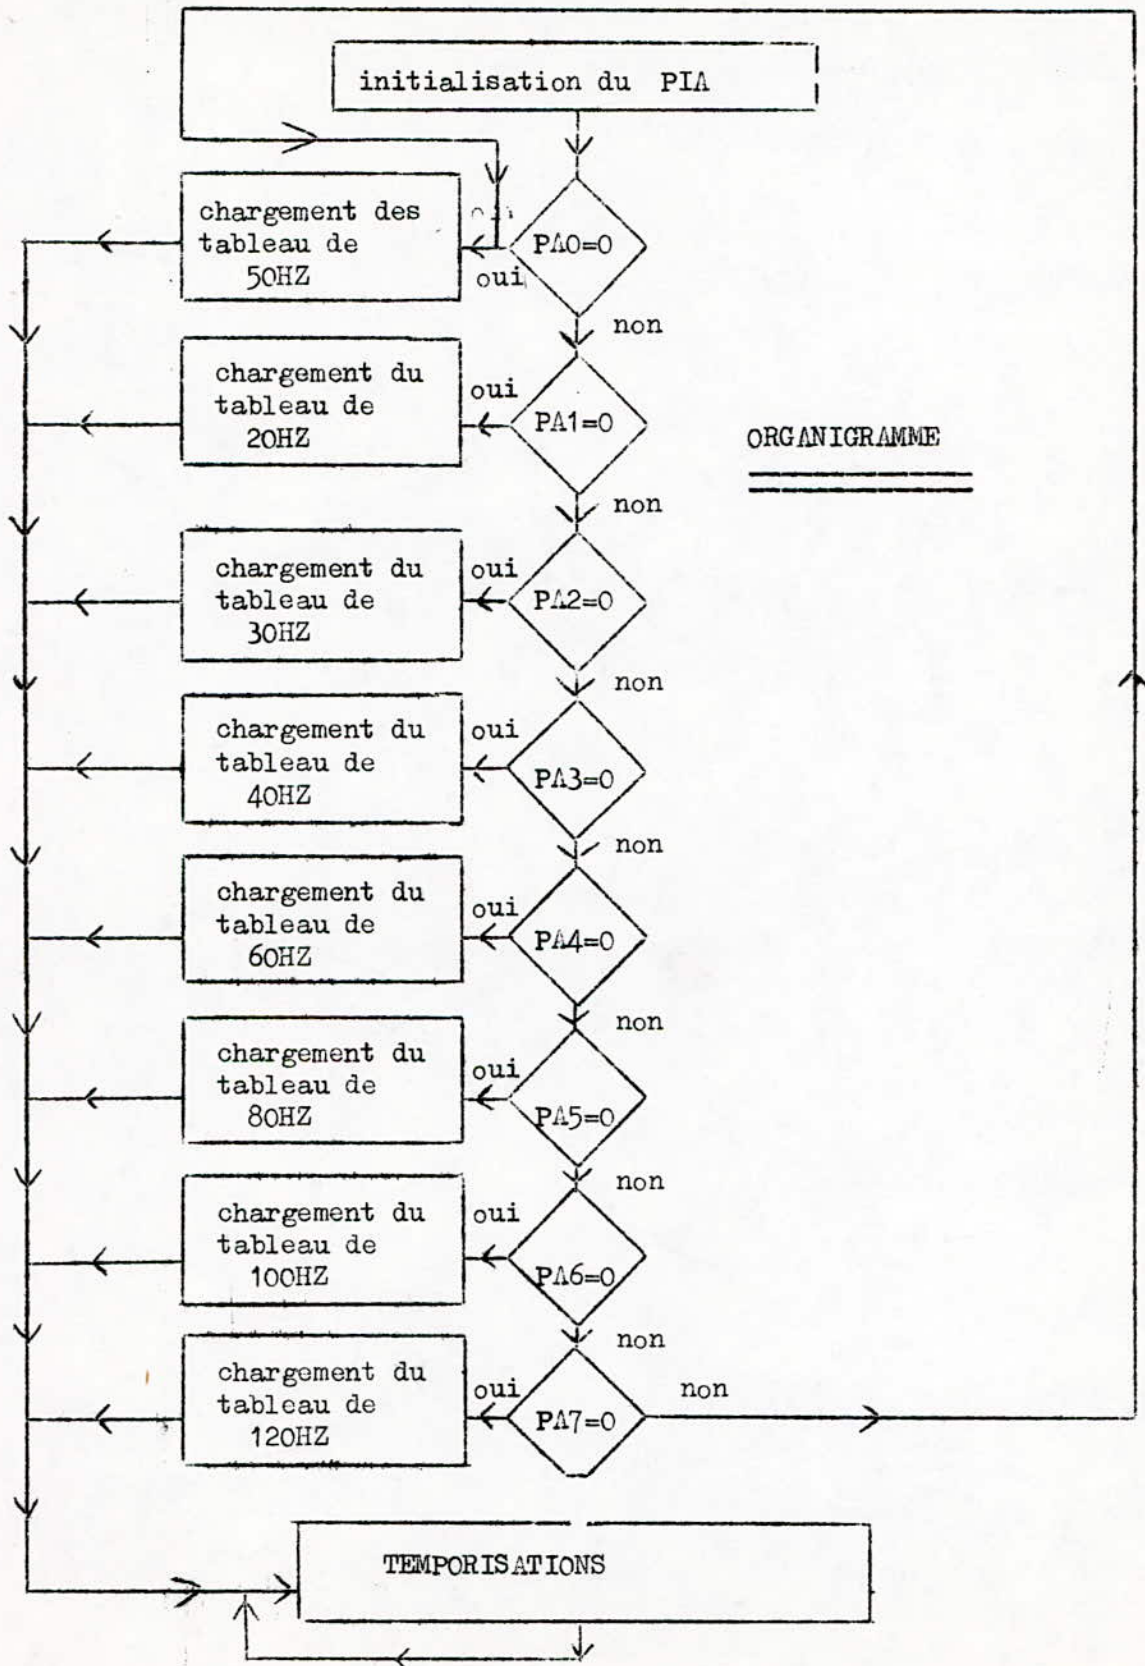 initialisation du PIA
chargement des
tableau de
50HZ
oui
PA0=0
non
chargement du
tableau de
20HZ
oui
PA1=0
ORGANIGRAMME
non
chargement du
tableau de
30HZ
oui
PA2=0
non
chargement du
tableau de
40HZ
oui
PA3=0
non
chargement du
tableau de
60HZ
oui
PA4=0
non
chargement du
tableau de
80HZ
oui
PA5=0
non
chargement du
tableau de
100HZ
oui
PA6=0
non
chargement du
tableau de
120HZ
oui
PA7=0
non
TEMPORISATIONS